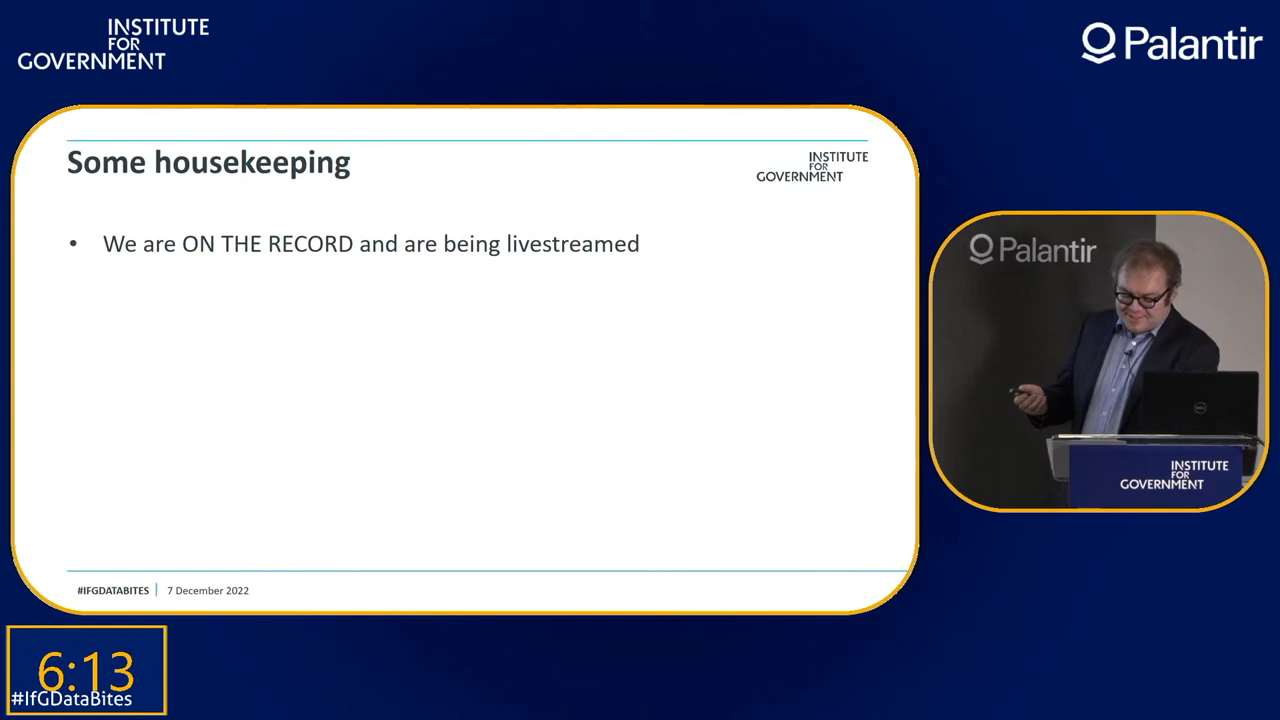 INSTITUTE
FOR
GOVERNMENT
Palantir
Some housekeeping
INSTITUTE
FOR
GOVERNMENT
• We are ON THE RECORD and are being livestreamed
#IFGDATABITES | 7 December 2022
Palantir
DELL
INSTITUTE
FOR
GOVERNMENT
6:13
#IfGDataBites